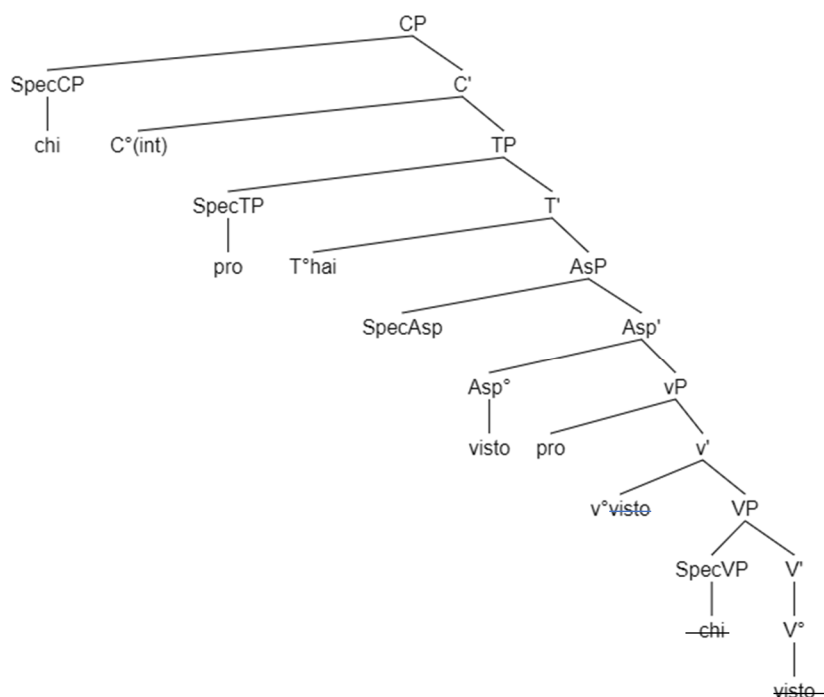 CP
SpecCP C'
chi C°(int) TP
SpecTP T'
pro T°hai AsP
SpecAsp Asp'
Asp° vP
visto pro v'
v°visto VP
SpecVP V'
chi V°
visto